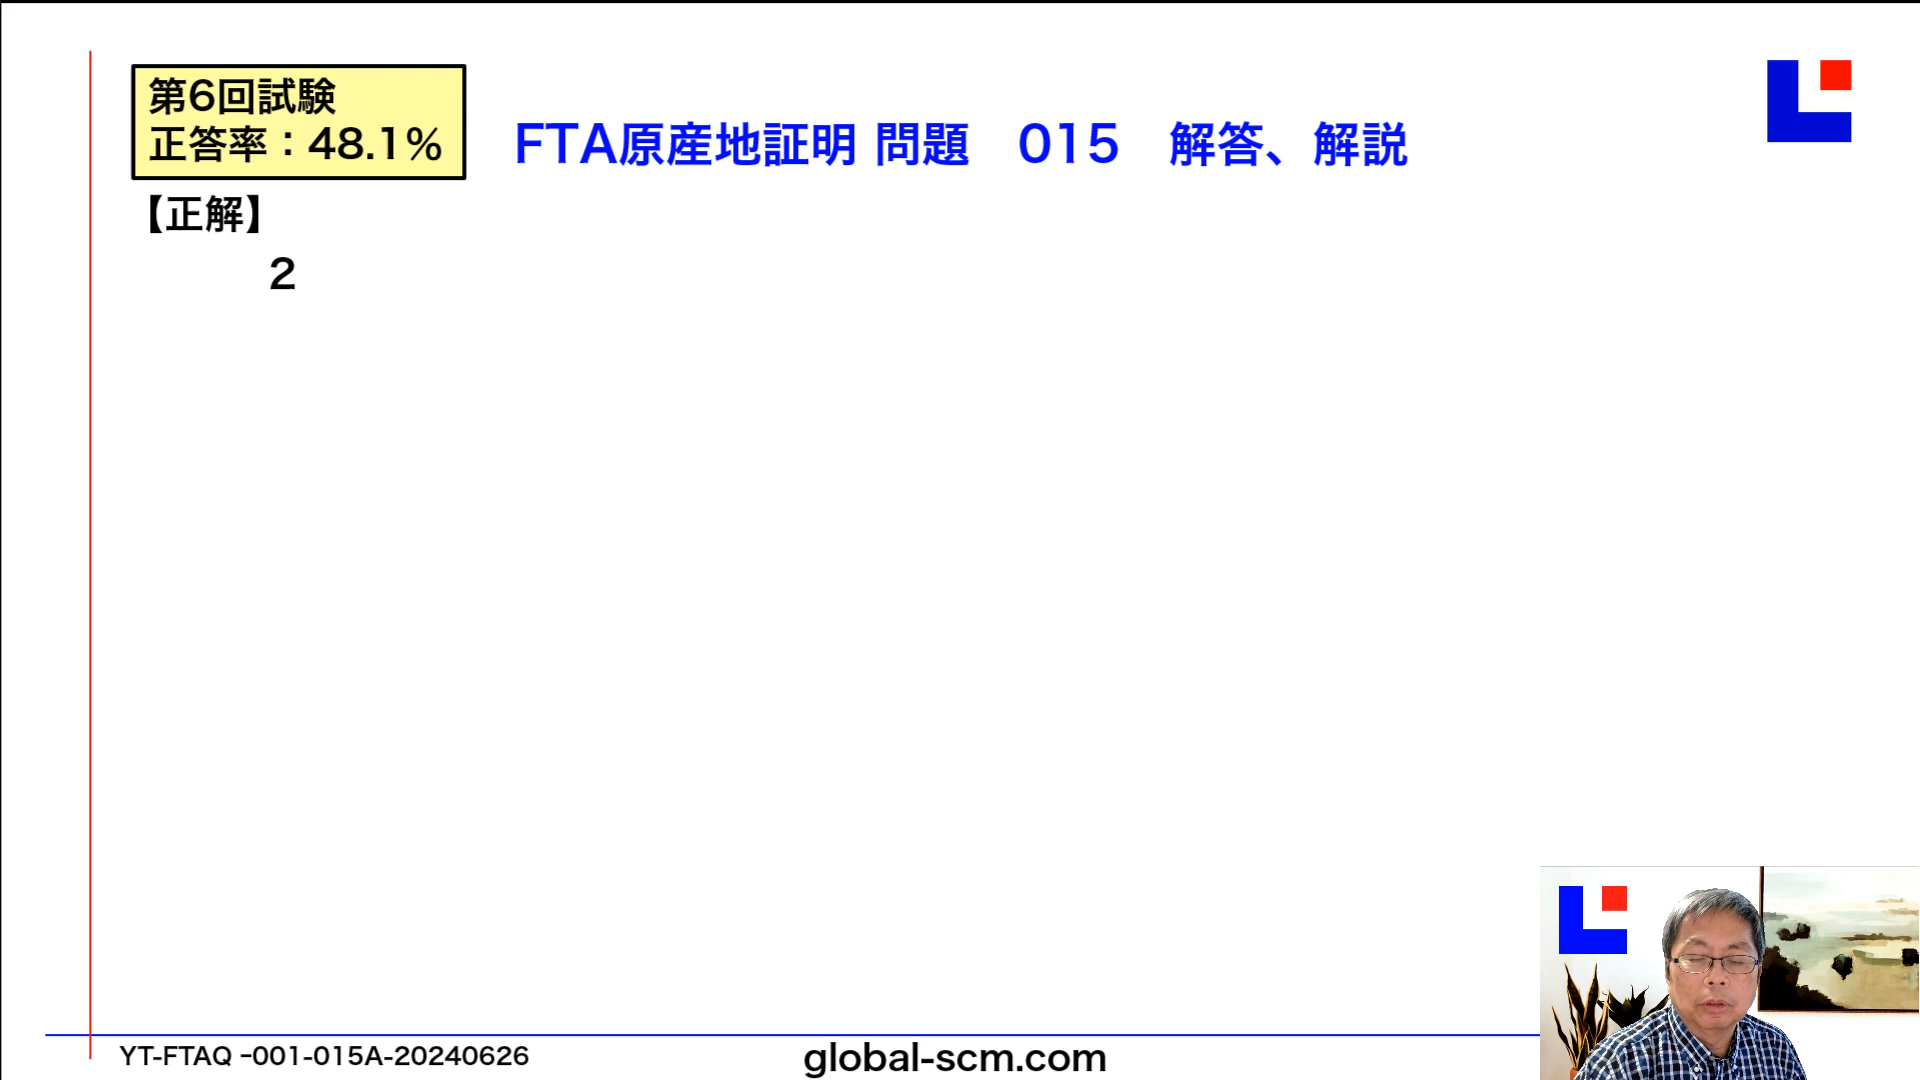 第6回試験
正答率：48.1%
FTA原産地証明 問題　015　解答、解説
【正解】
2
YT-FTAQ -001-015A-20240626
global-scm.com